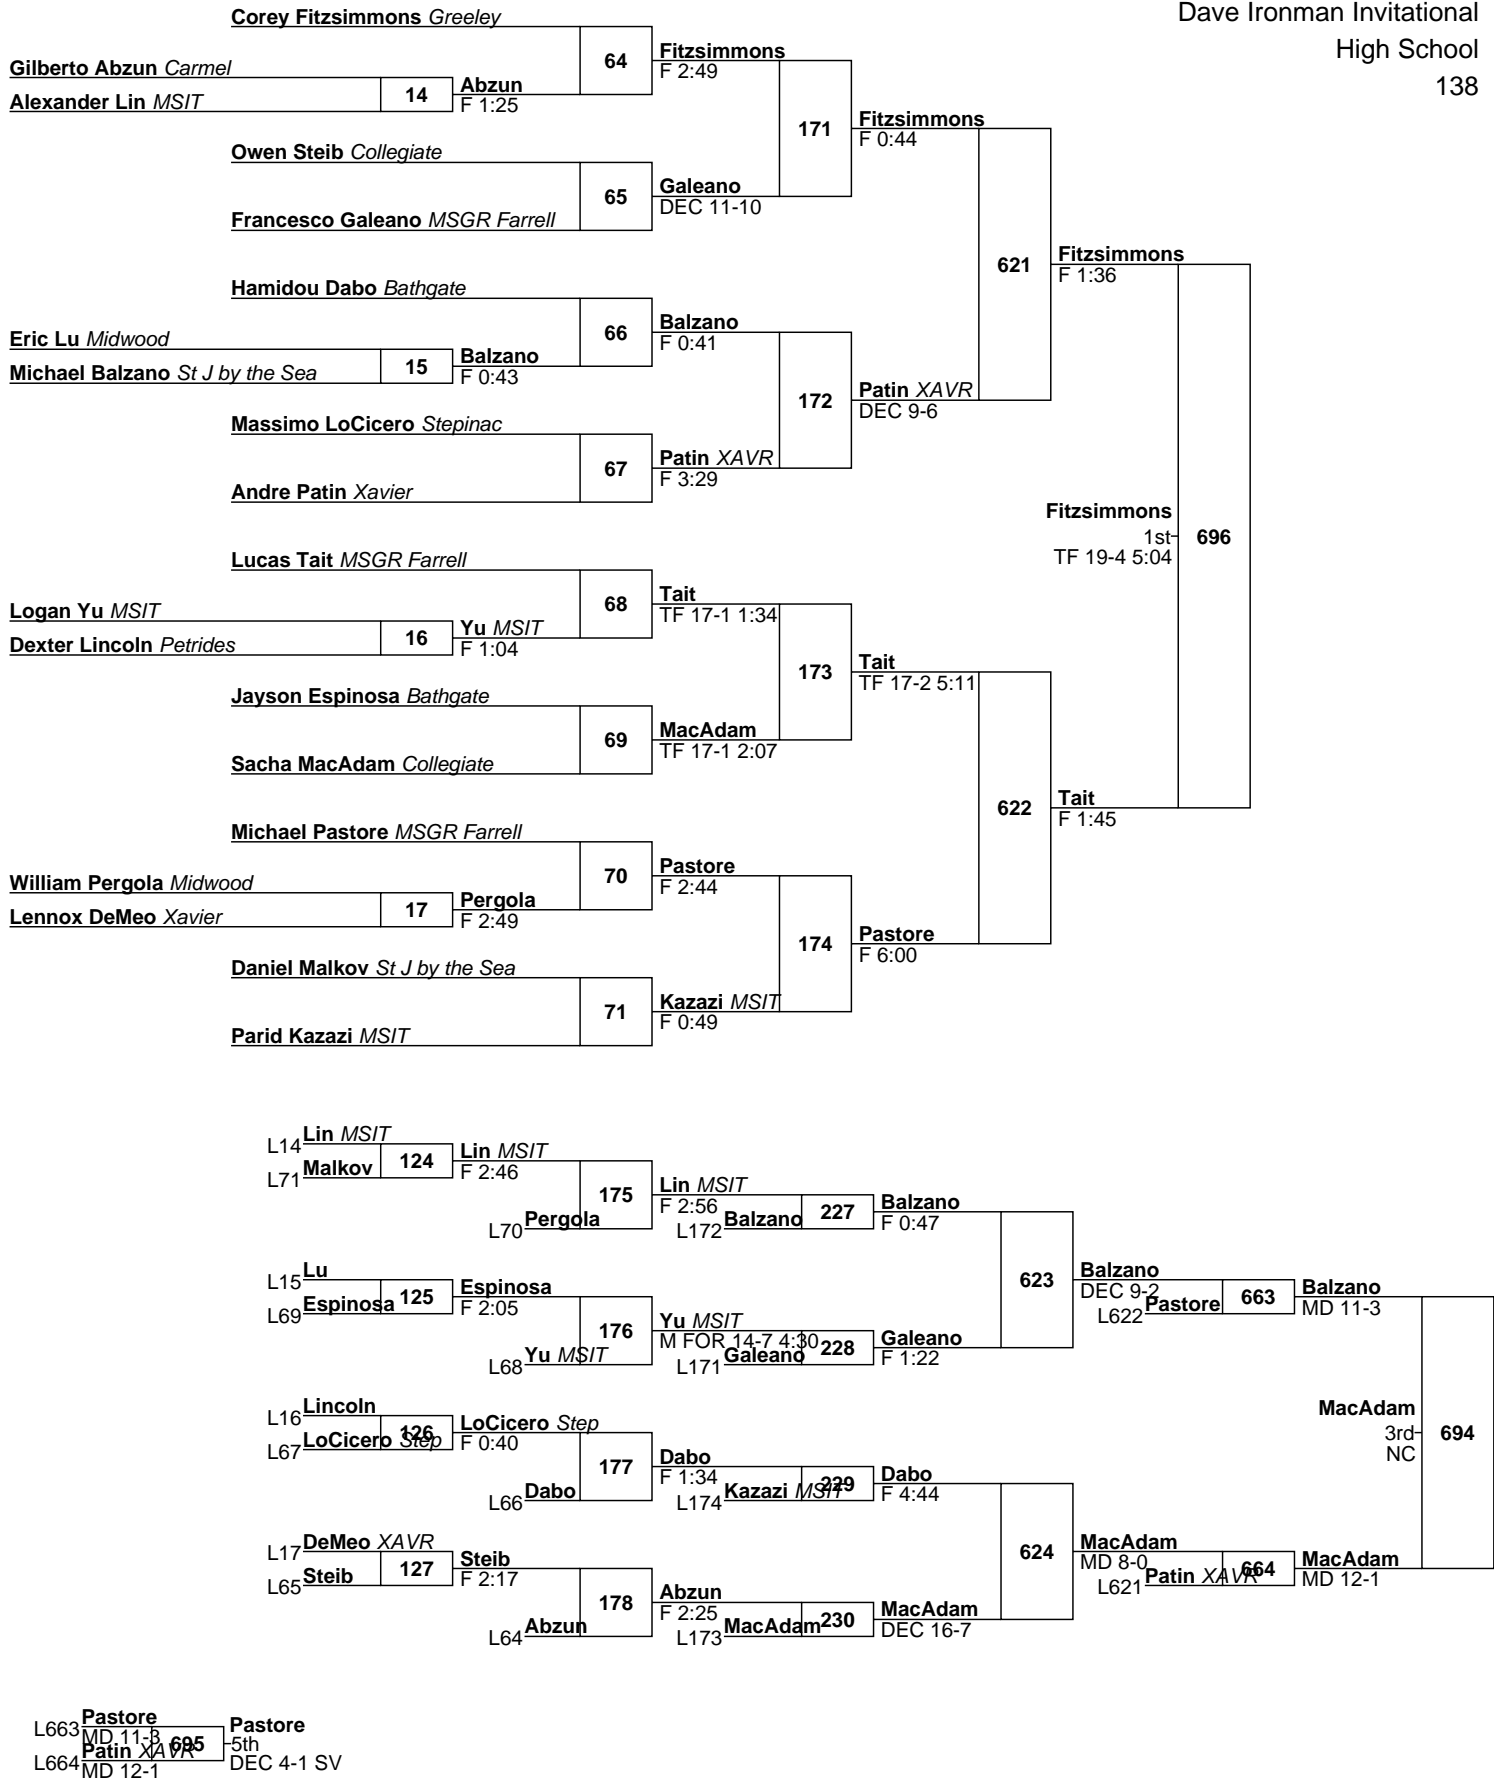 Dave Ironman Invitational
High School
138
Corey Fitzsimmons Greeley
64
Fitzsimmons
F 2:49
Gilberto Abzun Carmel
Alexander Lin MSIT
14
Abzun
F 1:25
171
Fitzsimmons
F 0:44
Owen Steib Collegiate
65
Galeano
DEC 11-10
Francesco Galeano MSGR Farrell
621
Fitzsimmons
F 1:36
Hamidou Dabo Bathgate
66
Balzano
F 0:41
Eric Lu Midwood
Michael Balzano St J by the Sea
15
Balzano
F 0:43
172
Patin XAVR
DEC 9-6
Massimo LoCicero Stepinac
67
Patin XAVR
F 3:29
Andre Patin Xavier
Fitzsimmons
1st
TF 19-4 5:04
696
Lucas Tait MSGR Farrell
68
Tait
TF 17-1 1:34
Logan Yu MSIT
Dexter Lincoln Petrides
16
Yu MSIT
F 1:04
173
Tait
TF 17-2 5:11
Jayson Espinosa Bathgate
69
MacAdam
TF 17-1 2:07
Sacha MacAdam Collegiate
622
Tait
F 1:45
Michael Pastore MSGR Farrell
70
Pastore
F 2:44
William Pergola Midwood
Lennox DeMeo Xavier
17
Pergola
F 2:49
174
Pastore
F 6:00
Daniel Malkov St J by the Sea
71
Kazazi MSIT
F 0:49
Parid Kazazi MSIT
L14 Lin MSIT
L71 Malkov
124
Lin MSIT
F 2:46
175
L70 Pergola
Lin MSIT
F 2:56
L172 Balzano
227
Balzano
F 0:47
L15 Lu
L69 Espinosa
125
Espinosa
F 2:05
176
L68 Yu MSIT
Yu MSIT
M FOR 14-7 4:30
L171 Galeano
228
Galeano
F 1:22
623
Balzano
DEC 9-2
L622 Pastore
663
Balzano
MD 11-3
L16 Lincoln
L67 LoCicero Step
126
LoCicero Step
F 0:40
177
L66 Dabo
Dabo
F 1:34
L174 Kazazi MSIT
229
Dabo
F 4:44
MacAdam
3rd
NC
694
L17 DeMeo XAVR
L65 Steib
127
Steib
F 2:17
178
L64 Abzun
Abzun
F 2:25
L173 MacAdam
230
MacAdam
DEC 16-7
624
MacAdam
MD 8-0
L621 Patin XAVR
664
MacAdam
MD 12-1
L663 Pastore
MD 11-3
L664 Patin XAVR
MD 12-1
695
Pastore
5th
DEC 4-1 SV